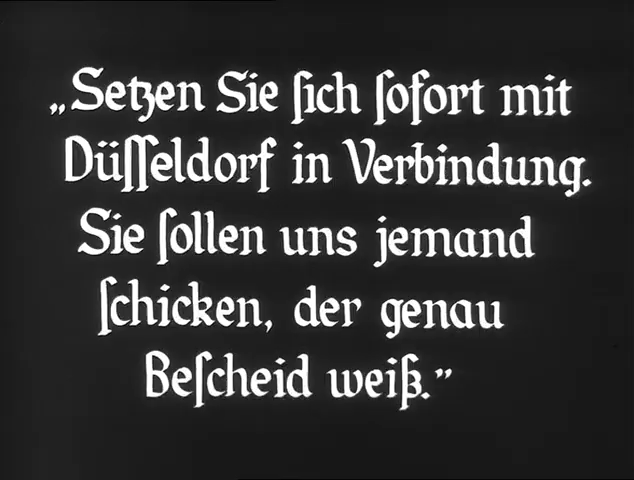 „Setzen Sie ſich ſofort mit
Düſſeldorf in Verbindung.
Sie ſollen uns jemand
ſchicken, der genau
Beſcheid weiß.”